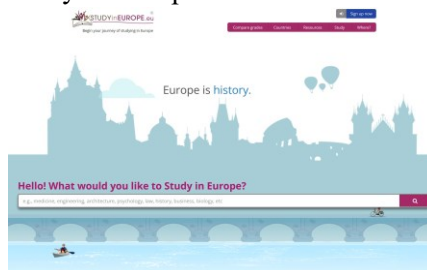 STUDYinEUROPE.eu
Sign up now
Begin your journey of studying in Europe
Compare grades Countries Resources Study Where?
Europe is history.
Hello! What would you like to Study in Europe?
e.g., medicine, engineering, architecture, psychology, law, history, business, biology, etc